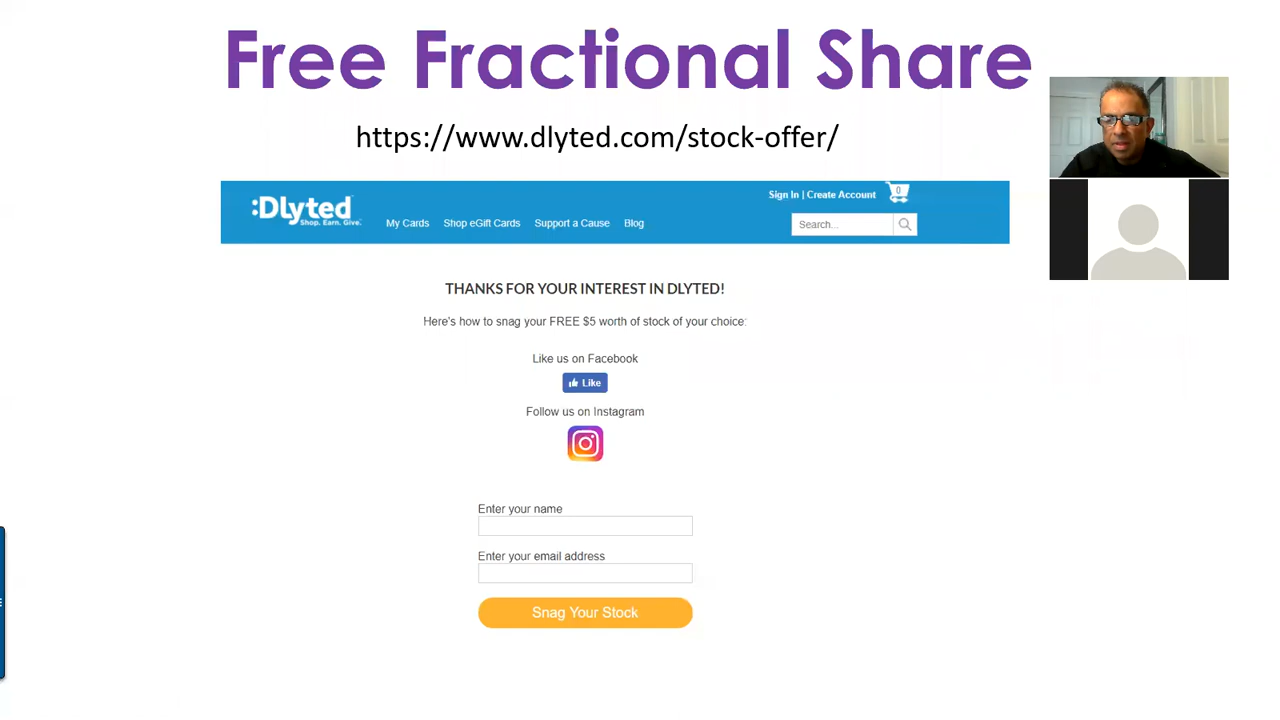 Free Fractional Share
https://www.dlyted.com/stock-offer/
:Dlyted
Shop. Earn. Give.
Sign In | Create Account
0
My Cards Shop eGift Cards Support a Cause Blog
Search...
THANKS FOR YOUR INTEREST IN DLYTED!
Here's how to snag your FREE $5 worth of stock of your choice:
Like us on Facebook
Like
Follow us on Instagram
Enter your name
Enter your email address
Snag Your Stock